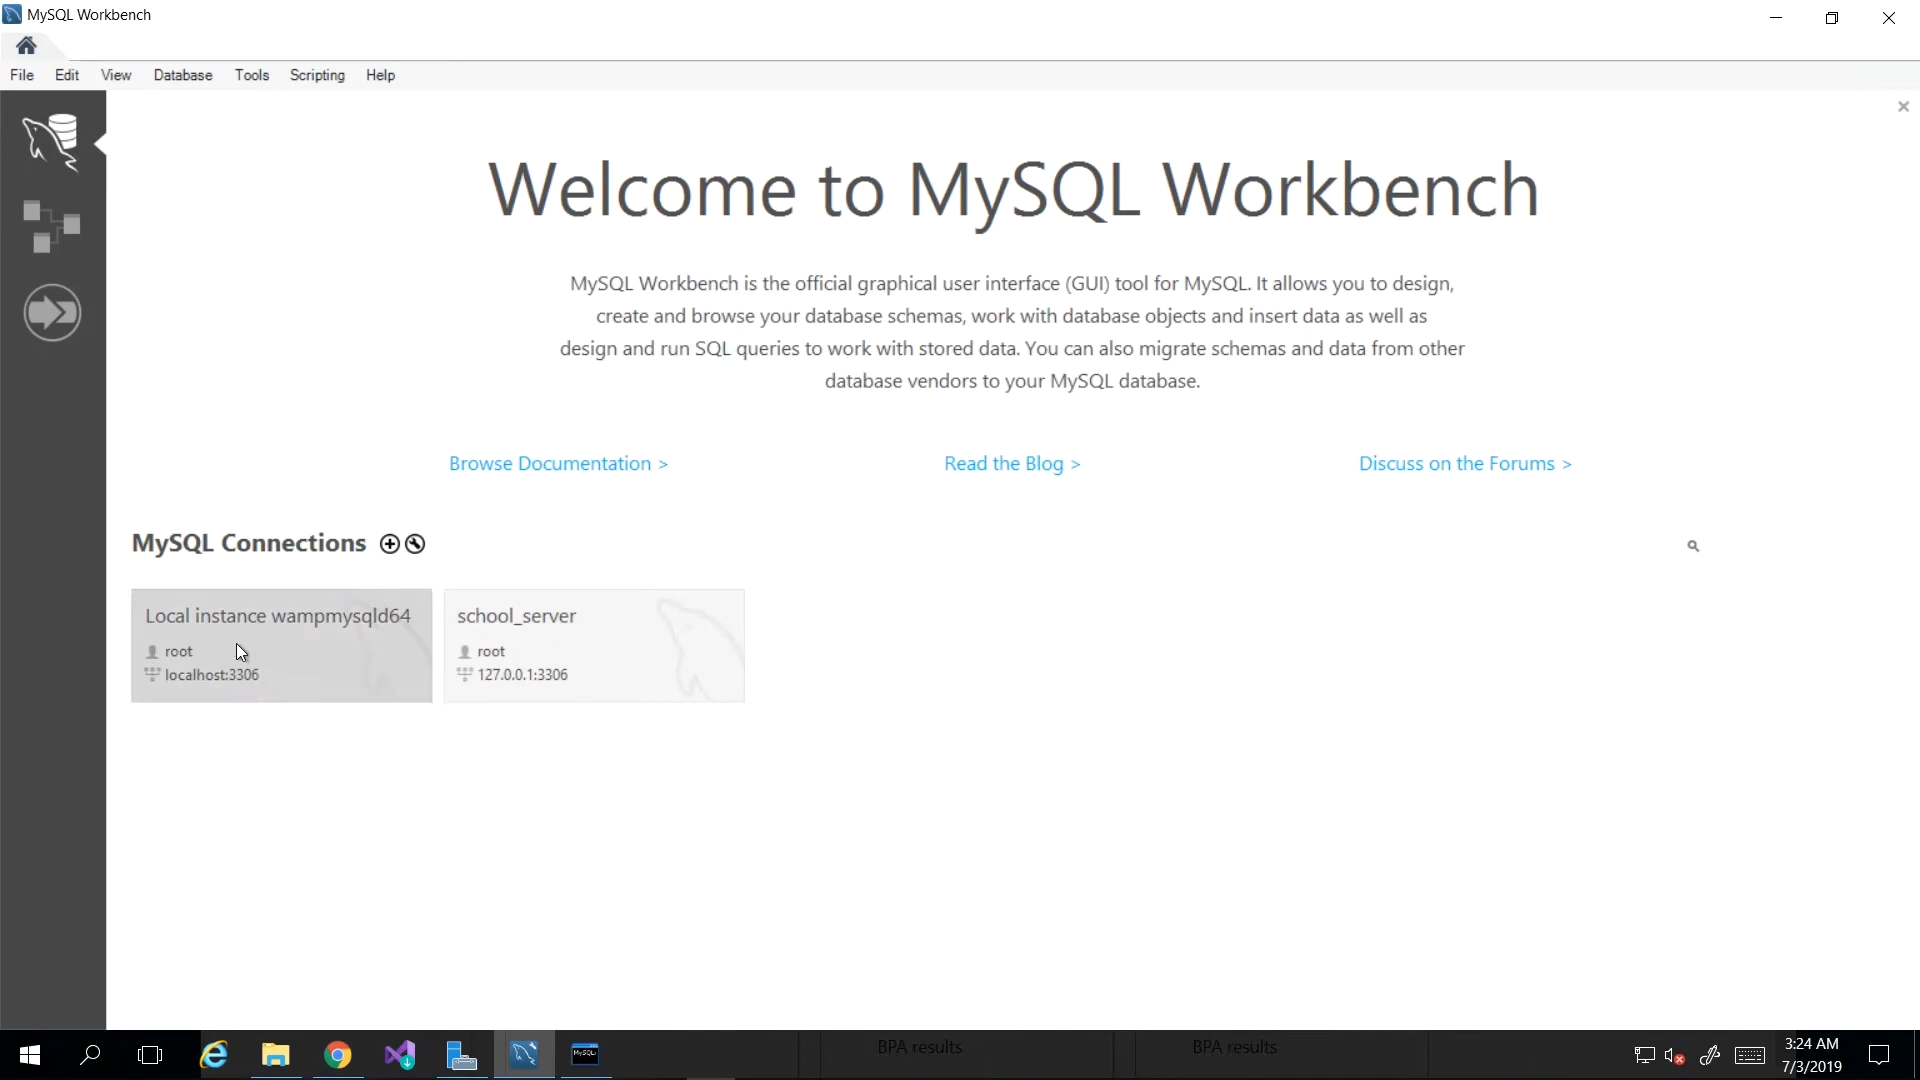 MySQL Workbench
File Edit View Database Tools Scripting Help
Welcome to MySQL Workbench
MySQL Workbench is the official graphical user interface (GUI) tool for MySQL. It allows you to design,
create and browse your database schemas, work with database objects and insert data as well as
design and run SQL queries to work with stored data. You can also migrate schemas and data from other
database vendors to your MySQL database.
Browse Documentation > Read the Blog > Discuss on the Forums >
MySQL Connections
Local instance wampmysqld64
root
localhost:3306
school_server
root
127.0.0.1:3306
MySQL
BPA results BPA results
3:24 AM
7/3/2019